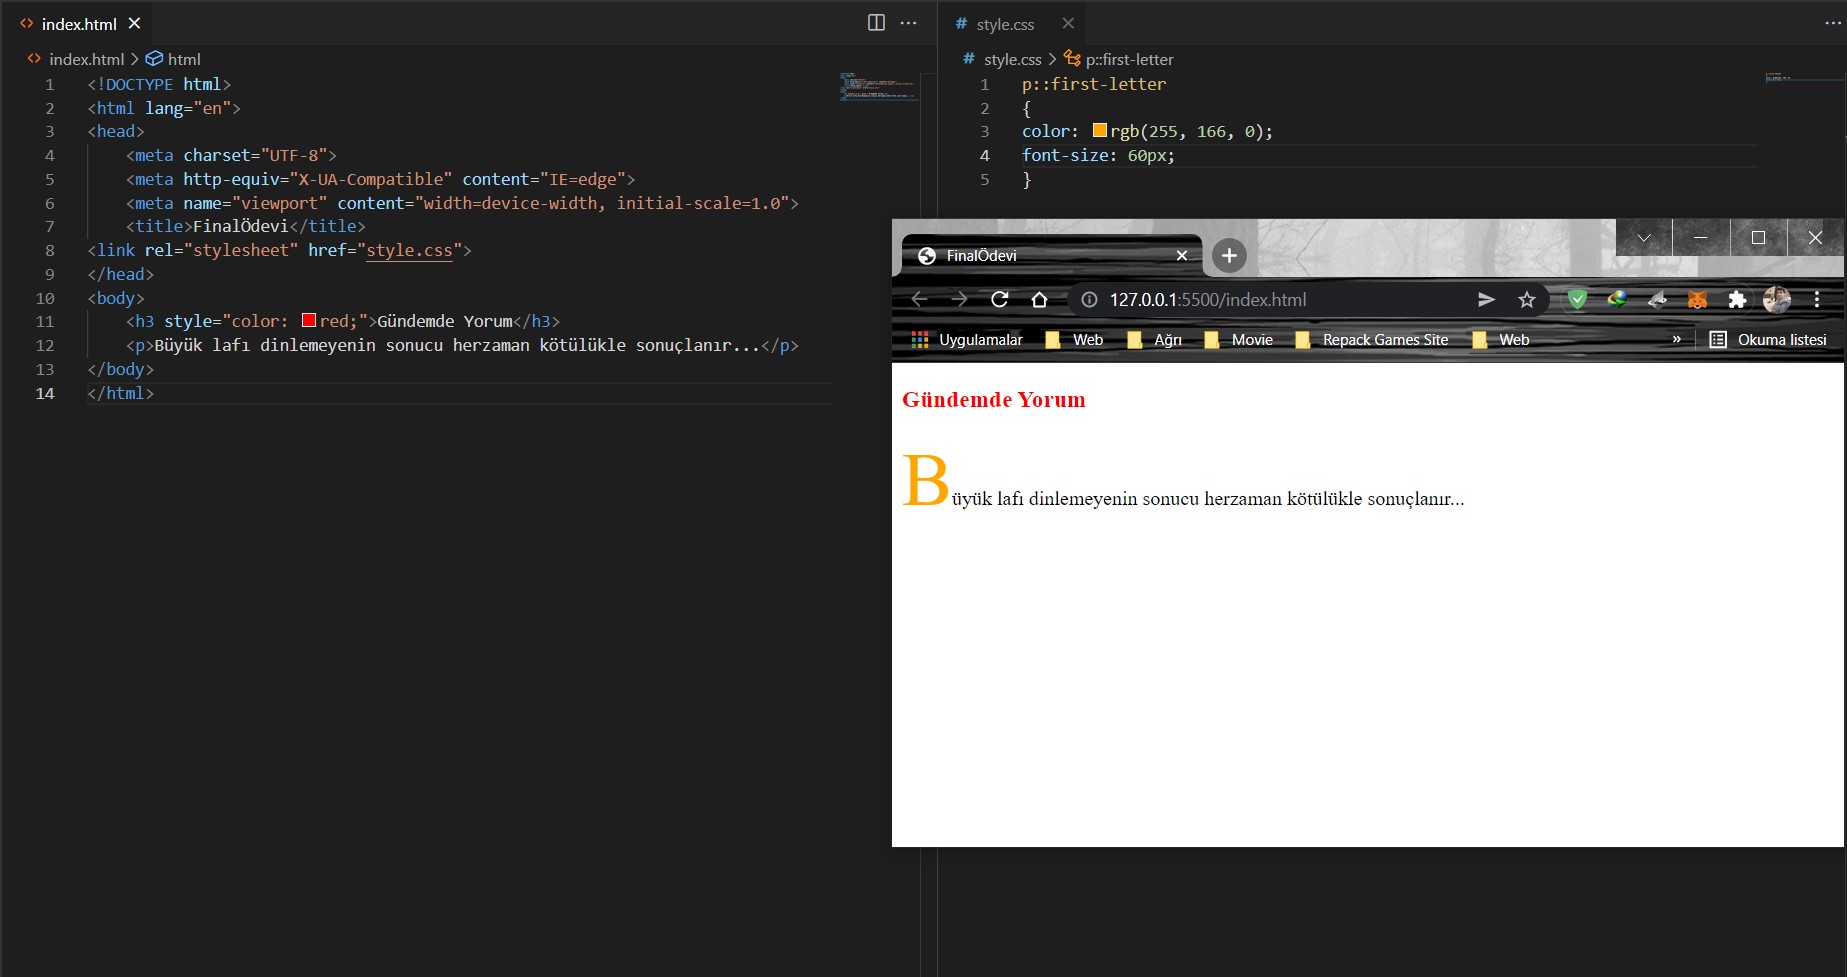 index.html
index.html > html
1 <!DOCTYPE html>
2 <html lang="en">
3 <head>
4 <meta charset="UTF-8">
5 <meta http-equiv="X-UA-Compatible" content="IE=edge">
6 <meta name="viewport" content="width=device-width, initial-scale=1.0">
7 <title>FinalÖdevi</title>
8 <link rel="stylesheet" href="style.css">
9 </head>
10 <body>
11 <h3 style="color: red;">Gündemde Yorum</h3>
12 <p>Büyük lafı dinlemeyenin sonucu herzaman kötülükle sonuçlanır...</p>
13 </body>
14 </html>
# style.css
# style.css > p::first-letter
1 p::first-letter
2 {
3 color: rgb(255, 166, 0);
4 font-size: 60px;
5 }
FinalÖdevi
127.0.0.1:5500/index.html
Uygulamalar Web Ağrı Movie Repack Games Site Web » Okuma listesi
Gündemde Yorum
Büyük lafı dinlemeyenin sonucu herzaman kötülükle sonuçlanır...